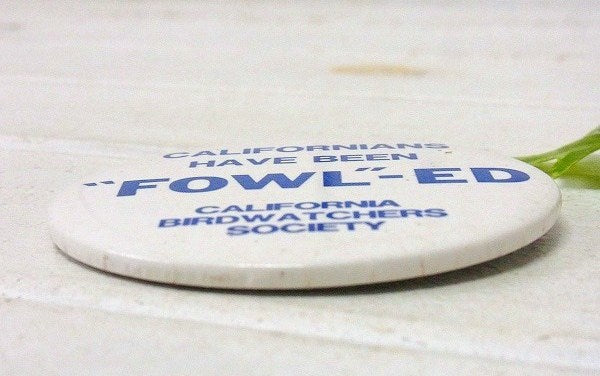 CALIFORNIANS
HAVE BEEN
"FOWL"-ED
CALIFORNIA
BIRDWATCHERS
SOCIETY